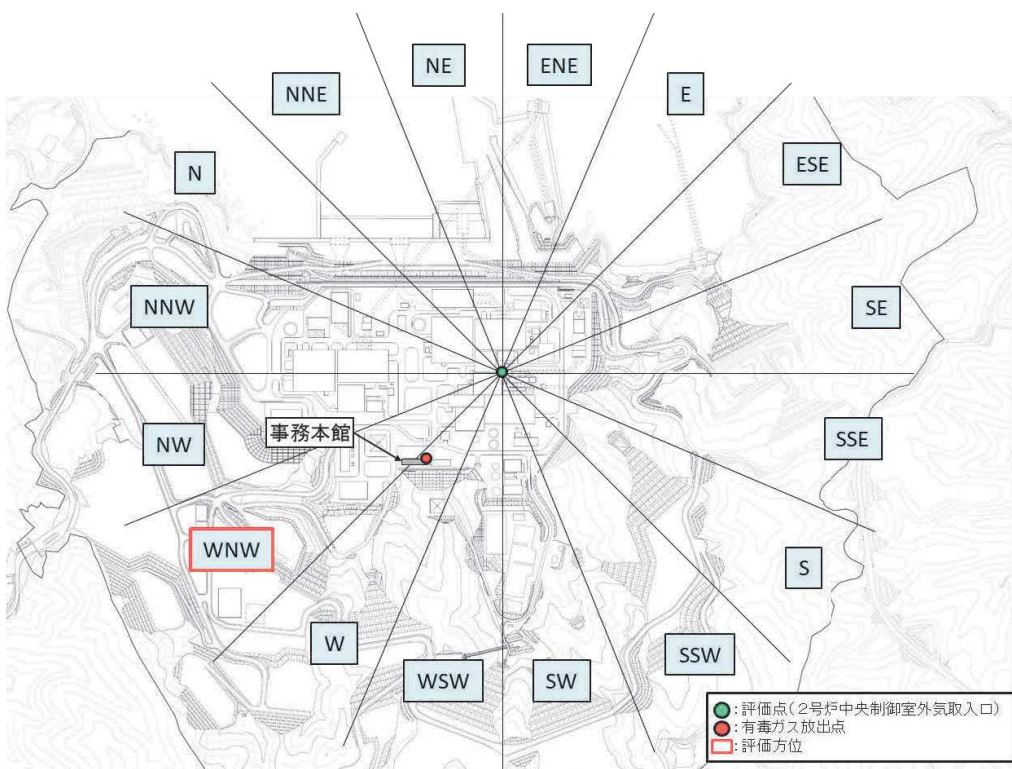 NE
ENE
NNE
E
ESE
N
NNW
SE
事務本館
NW
SSE
WNW
S
W
SSW
WSW
SW
:評価点(2号炉中央制御室外気取入口)
:有毒ガス放出点
:評価方位